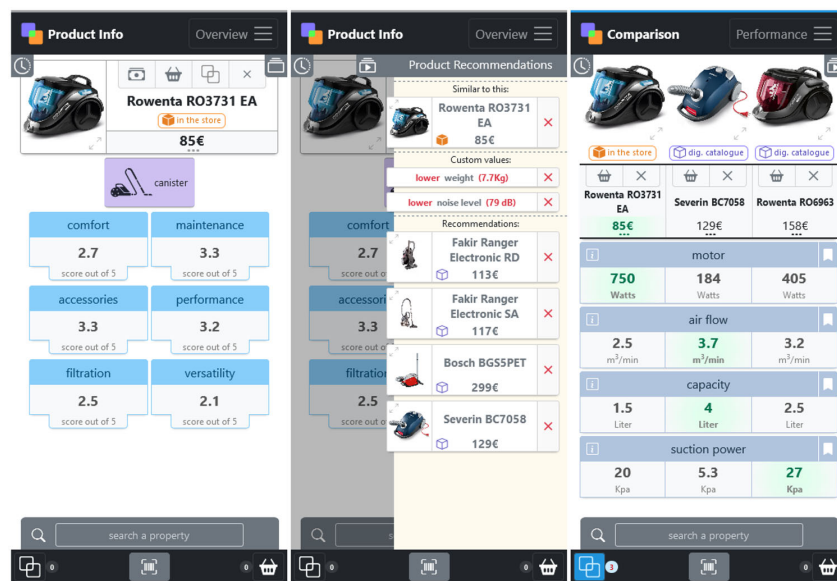 Product Info
Overview
Rowenta RO3731 EA
in the store
85€
canister
comfort
maintenance
2.7
3.3
score out of 5
score out of 5
accessories
performance
3.3
3.2
score out of 5
score out of 5
filtration
versatility
2.5
2.1
score out of 5
score out of 5
search a property
0
0
Product Info
Overview
Product Recommendations
Similar to this:
Rowenta RO3731
EA
85€
Custom values:
lower weight (7.7Kg)
lower noise level (79 dB)
Recommendations:
Fakir Ranger
Electronic RD
113€
Fakir Ranger
Electronic SA
117€
Bosch BGS5PET
299€
Severin BC7058
129€
comfort
2.7
score out o
accessori
3.3
score out o
filtration
2.5
score out o
0
0
Comparison
Performance
in the store
dig. catalogue
dig. catalogue
Rowenta RO3731
EA
Severin BC7058
Rowenta RO6963
85€
129€
158€
motor
750
184
405
Watts
Watts
Watts
air flow
2.5
3.7
3.2
m³/min
m³/min
m³/min
capacity
1.5
4
2.5
Liter
Liter
Liter
suction power
20
5.3
27
Kpa
Kpa
Kpa
search a property
3
0